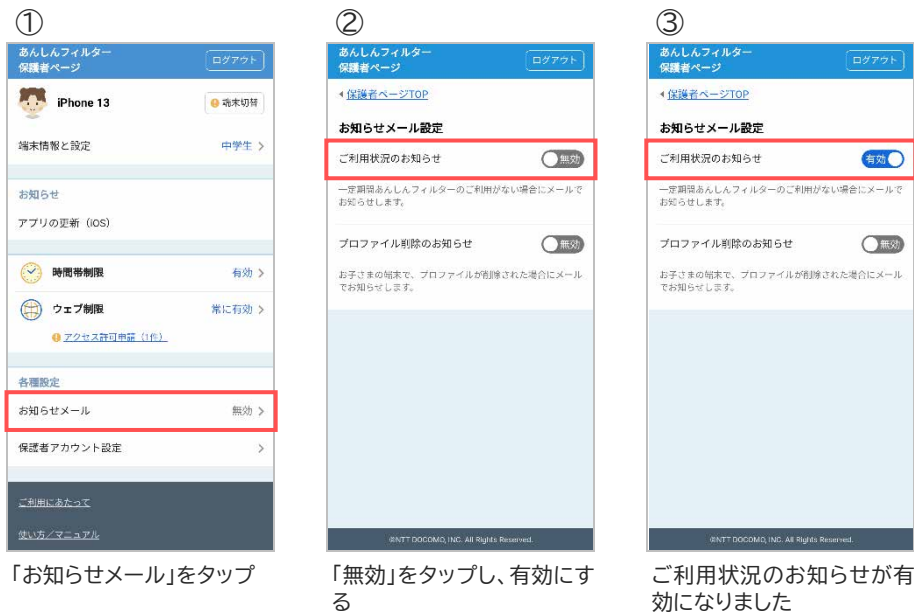 ①
あんしんフィルター
保護者ページ
ログアウト
iPhone 13
端末切替
端末情報と設定
中学生
お知らせ
アプリの更新（iOS）
時間帯制限
有効
ウェブ制限
常に有効
アクセス許可申請（1件）
各種設定
お知らせメール
無効
保護者アカウント設定
ご利用にあたって
使い方／マニュアル
「お知らせメール」をタップ
②
あんしんフィルター
保護者ページ
ログアウト
保護者ページTOP
お知らせメール設定
ご利用状況のお知らせ
無効
一定期間あんしんフィルターのご利用がない場合にメールで
お知らせします。
プロファイル削除のお知らせ
無効
お子さまの端末で、プロファイルが削除された場合にメール
でお知らせします。
©NTT DOCOMO, INC. All Rights Reserved.
「無効」をタップし、有効にす
る
③
あんしんフィルター
保護者ページ
ログアウト
保護者ページTOP
お知らせメール設定
ご利用状況のお知らせ
有効
一定期間あんしんフィルターのご利用がない場合にメールで
お知らせします。
プロファイル削除のお知らせ
無効
お子さまの端末で、プロファイルが削除された場合にメール
でお知らせします。
©NTT DOCOMO, INC. All Rights Reserved.
ご利用状況のお知らせが有
効になりました